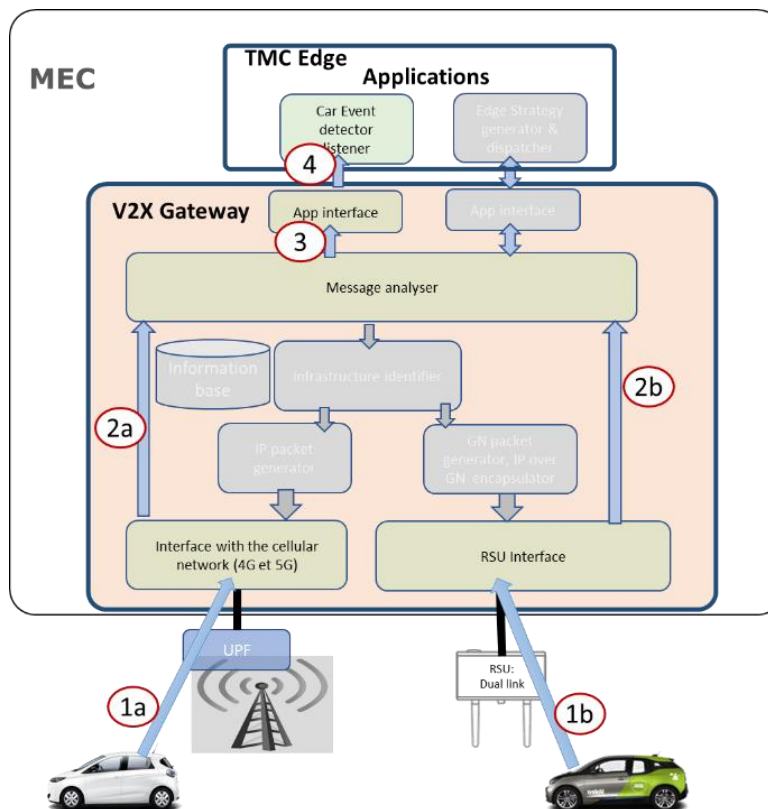 TMC Edge
Applications
MEC
Car Event
detector
listener
Edge Strategy
generator &
dispatcher
4
V2X Gateway
App interface
App interface
3
Message analyser
Information
base
Infrastructure identifier
2a
2b
IP packet
generator
GN packet
generator, IP over
GN encapsulator
Interface with the cellular
network (4G et 5G)
RSU Interface
UPF
RSU:
Dual link
1a
1b